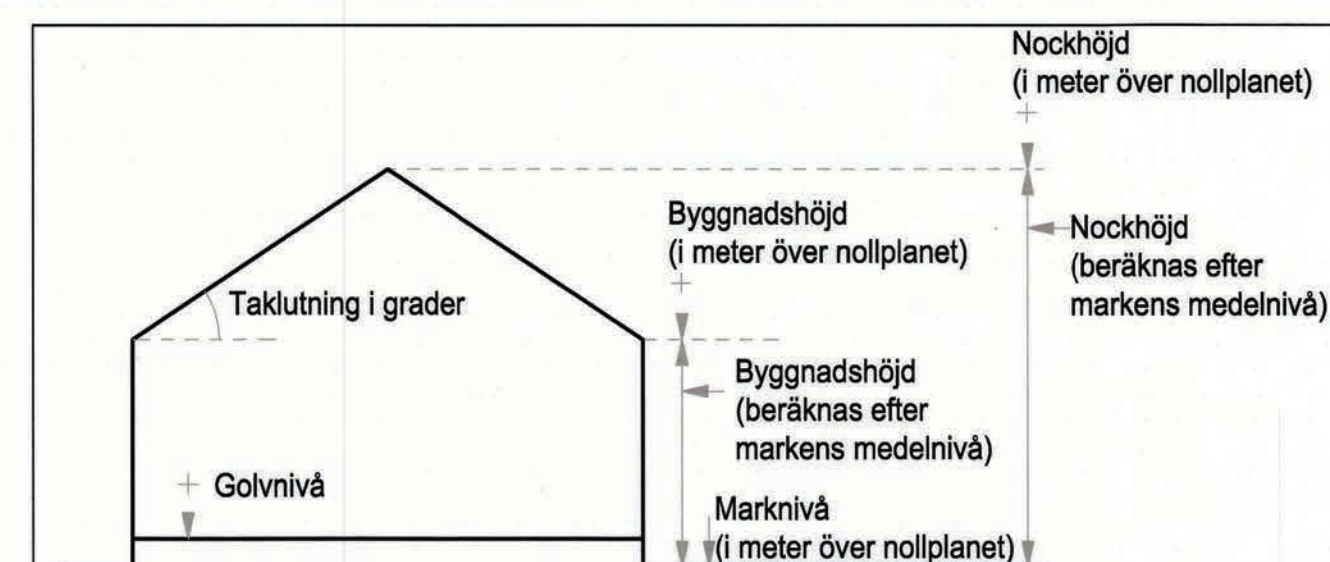 Nockhöjd
(i meter över nollplanet)
+
Byggnadshöjd
(i meter över nollplanet)
+
Nockhöjd
(beräknas efter
markens medelnivå)
Taklutning i grader
Byggnadshöjd
(beräknas efter
markens medelnivå)
+ Golvnivå
Marknivå
(i meter över nollplanet)